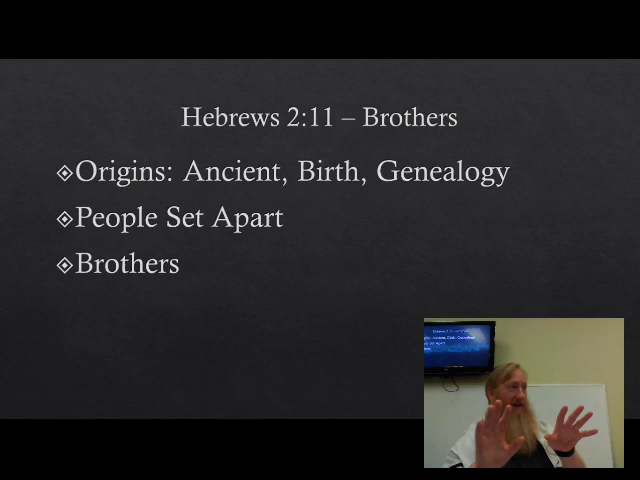 Hebrews 2:11 – Brothers
Origins: Ancient, Birth, Genealogy
People Set Apart
Brothers